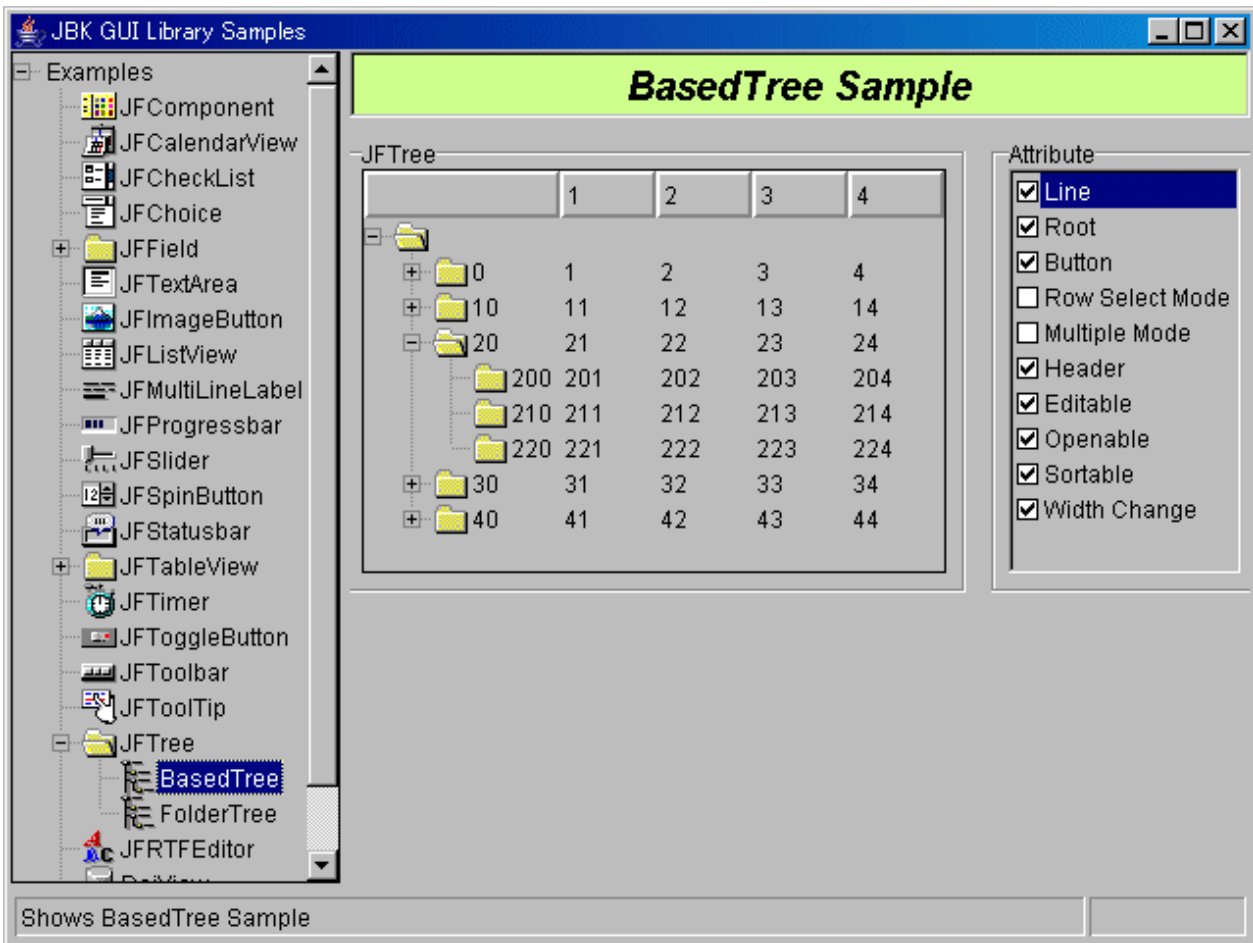 JBK GUI Library Samples
Examples
JFComponent
JFCalendarView
JFCheckList
JFChoice
JFField
JFTextArea
JFImageButton
JFListView
JFMultiLineLabel
JFProgressbar
JFSlider
JFSpinButton
JFStatusbar
JFTableView
JFTimer
JFToggleButton
JFToolbar
JFToolTip
JFTree
BasedTree
FolderTree
JFRTFEditor
BasedTree Sample
JFTree
1 2 3 4
0 1 2 3 4
10 11 12 13 14
20 21 22 23 24
200 201 202 203 204
210 211 212 213 214
220 221 222 223 224
30 31 32 33 34
40 41 42 43 44
Attribute
Line
Root
Button
Row Select Mode
Multiple Mode
Header
Editable
Openable
Sortable
Width Change
Shows BasedTree Sample